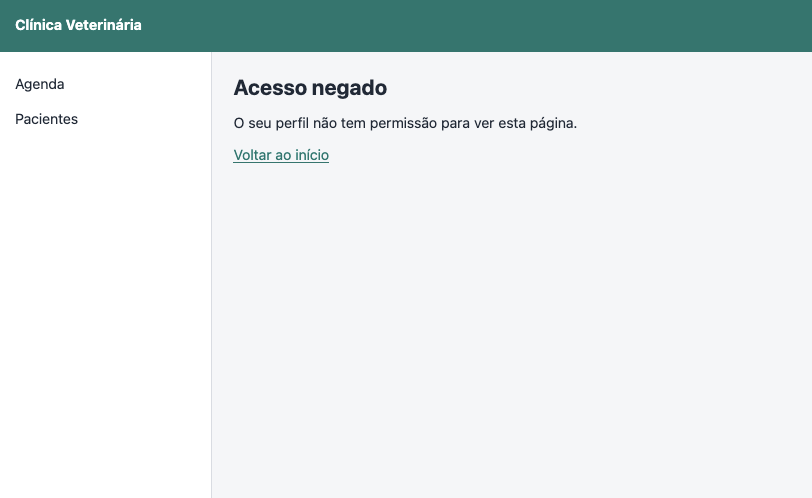 Clínica Veterinária
Agenda
Pacientes
Acesso negado
O seu perfil não tem permissão para ver esta página.
Voltar ao início